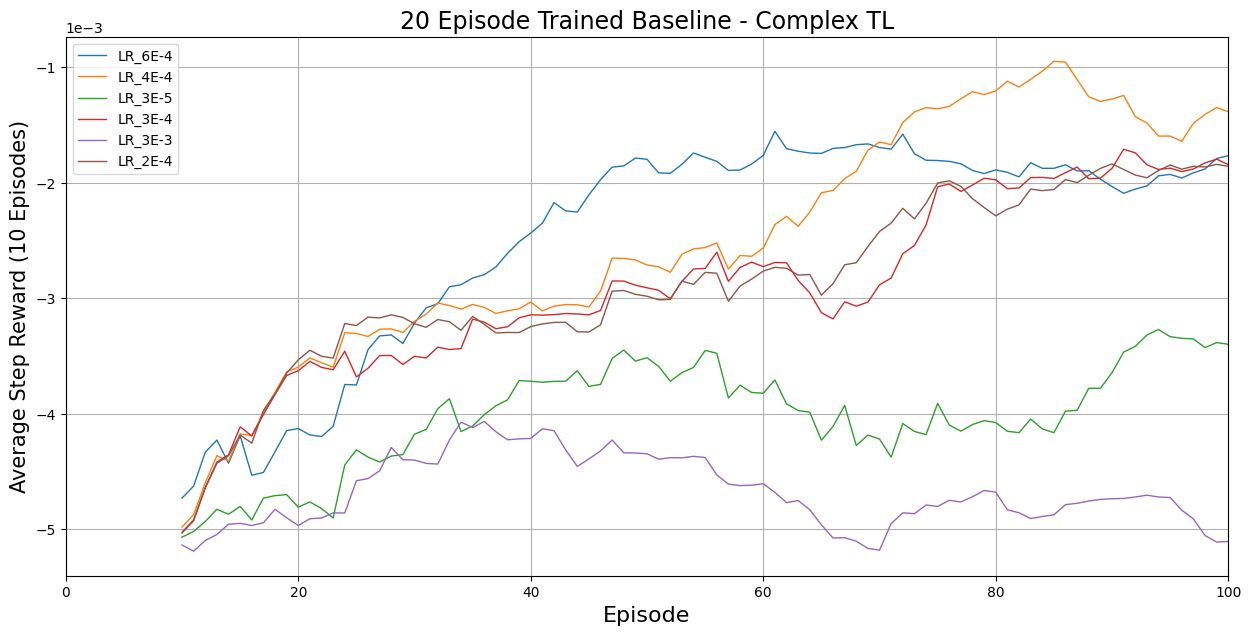 20 Episode Trained Baseline - Complex TL
1e−3
LR_6E-4
LR_4E-4
LR_3E-5
LR_3E-4
LR_3E-3
LR_2E-4
−1
−2
−3
−4
−5
Average Step Reward (10 Episodes)
0 20 40 60 80 100
Episode